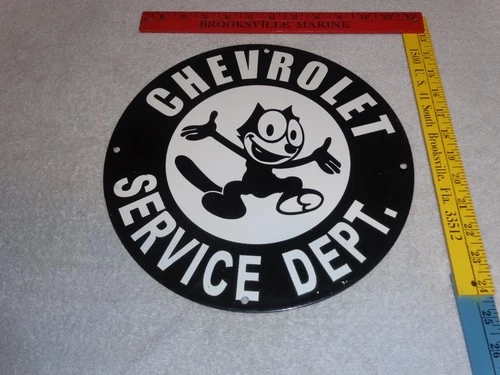 BROOKSVILLE MARINE
CHEVROLET
SERVICE DEPT.
1500 U. S. 41 South Brooksville, Fla. 33512